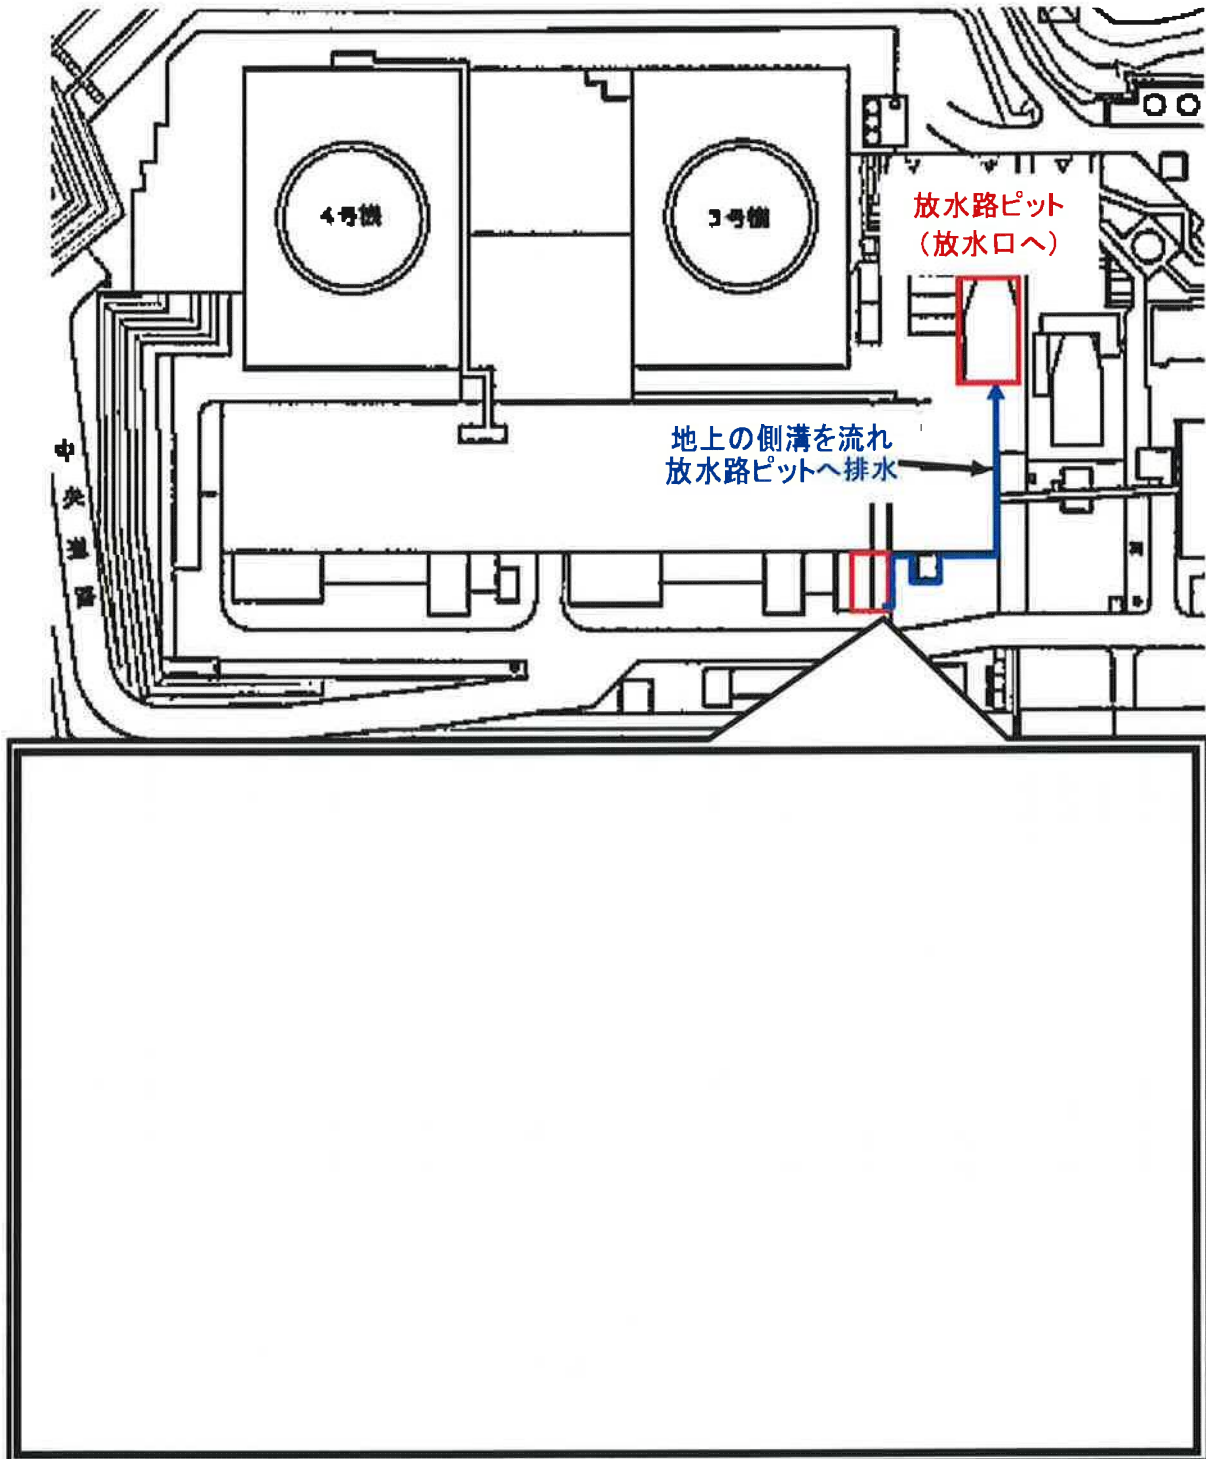 4号機
3号機
放水路ピット
(放水口へ)
地上の側溝を流れ
放水路ピットへ排水
中央道路